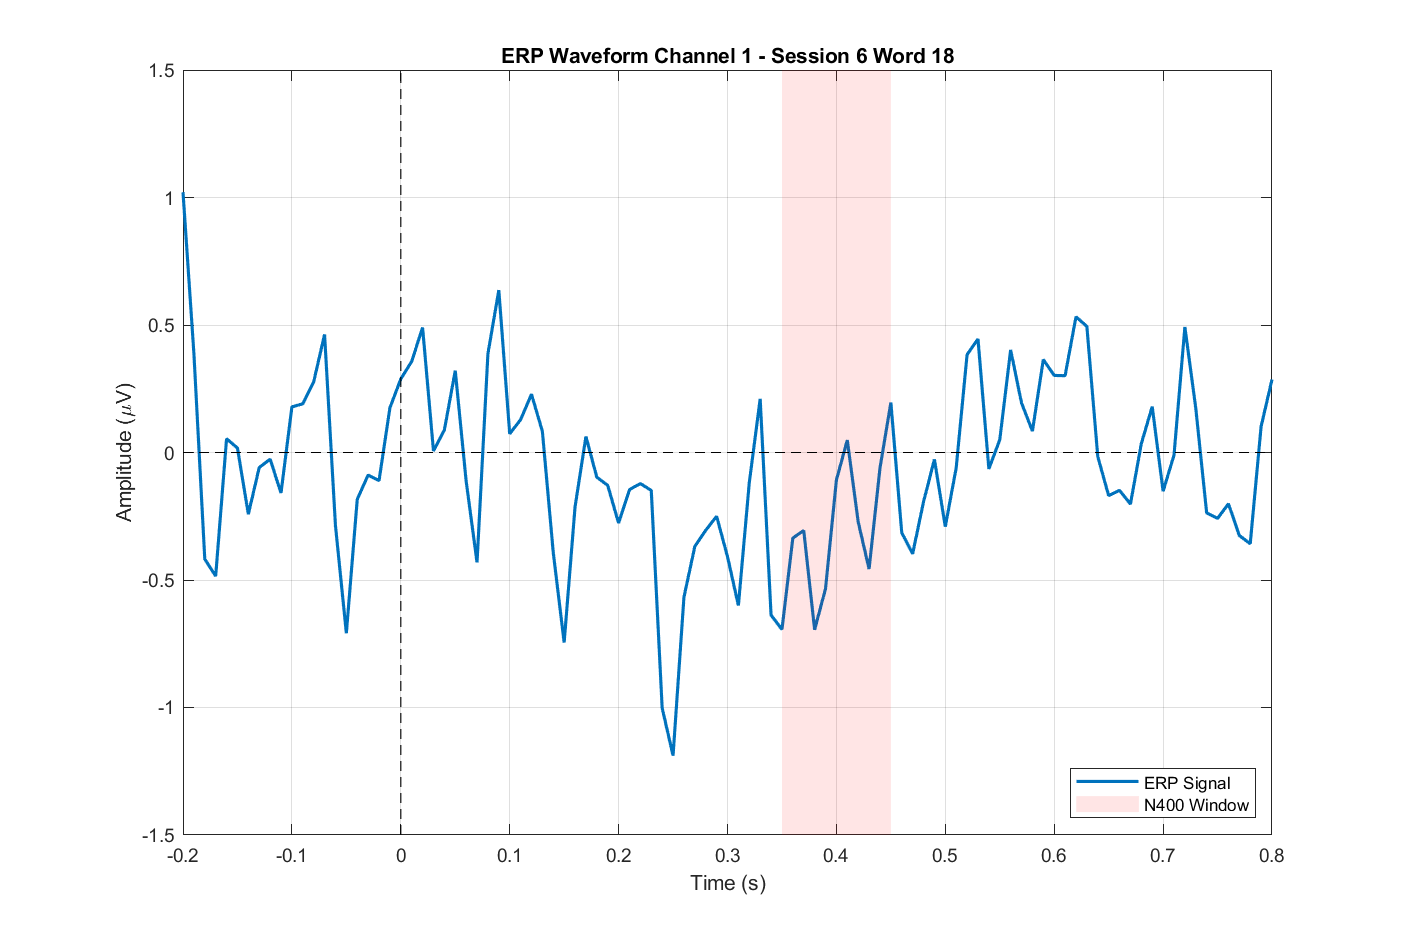 ERP Waveform Channel 1 - Session 6 Word 18
1.5
1
0.5
0
-0.5
-1
-1.5
Amplitude (μV)
-0.2 -0.1 0 0.1 0.2 0.3 0.4 0.5 0.6 0.7 0.8
Time (s)
ERP Signal
N400 Window